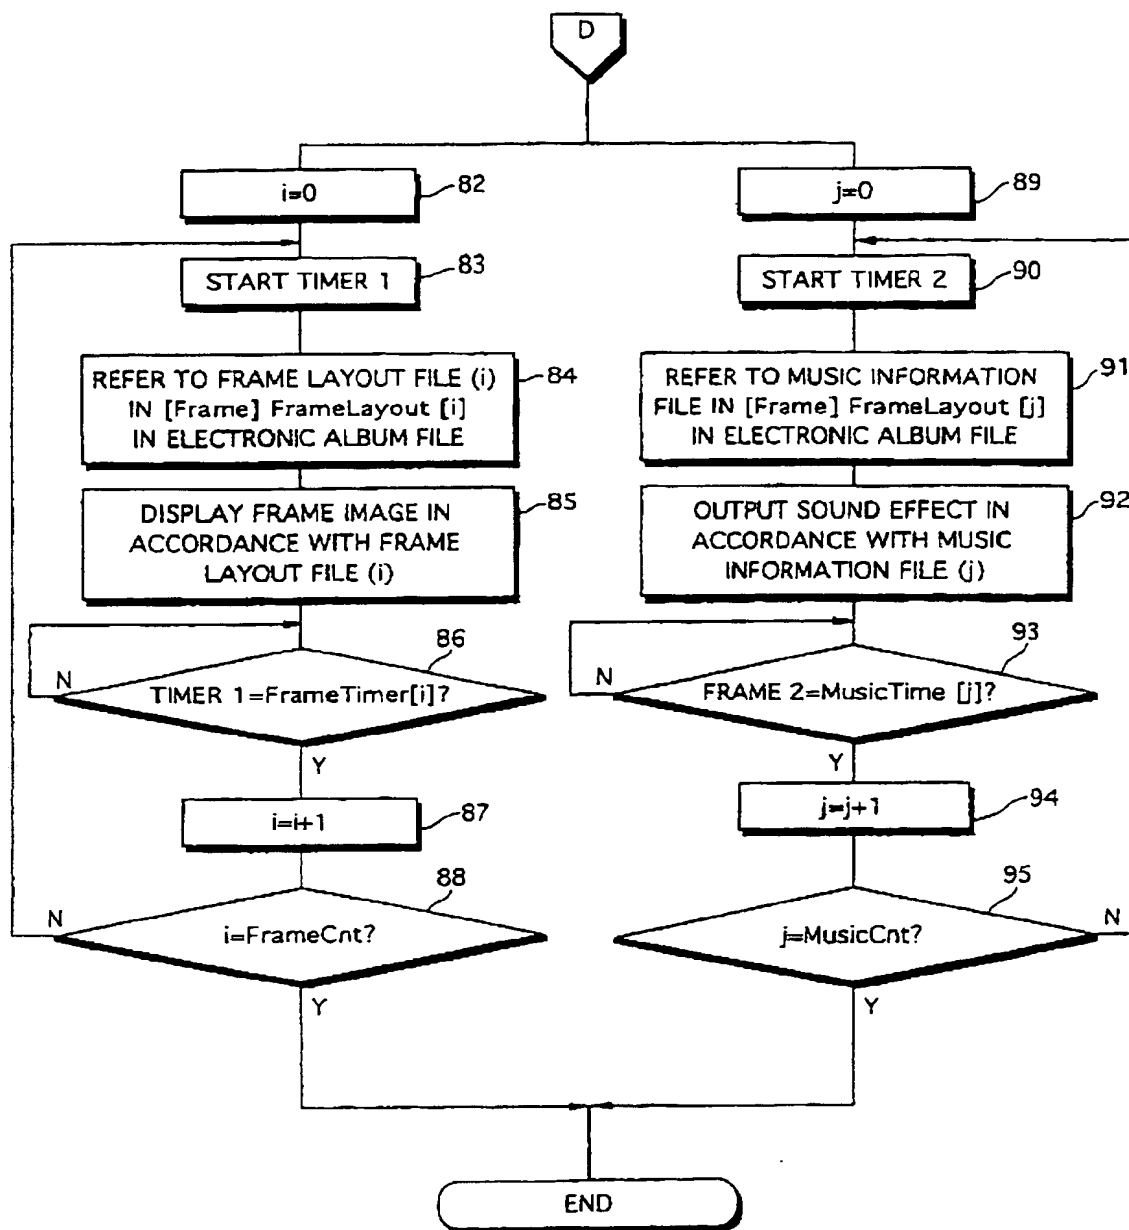 D
i=0
82
START TIMER 1
83
REFER TO FRAME LAYOUT FILE (i)
IN [Frame] FrameLayout [i]
IN ELECTRONIC ALBUM FILE
84
DISPLAY FRAME IMAGE IN
ACCORDANCE WITH FRAME
LAYOUT FILE (i)
85
86
N
TIMER 1=FrameTimer[i]?
Y
i=i+1
87
88
N
i=FrameCnt?
Y
j=0
89
START TIMER 2
90
REFER TO MUSIC INFORMATION
FILE IN [Frame] FrameLayout [j]
IN ELECTRONIC ALBUM FILE
91
OUTPUT SOUND EFFECT IN
ACCORDANCE WITH MUSIC
INFORMATION FILE (j)
92
93
N
FRAME 2=MusicTime [j]?
Y
j=j+1
94
95
N
j=MusicCnt?
Y
END